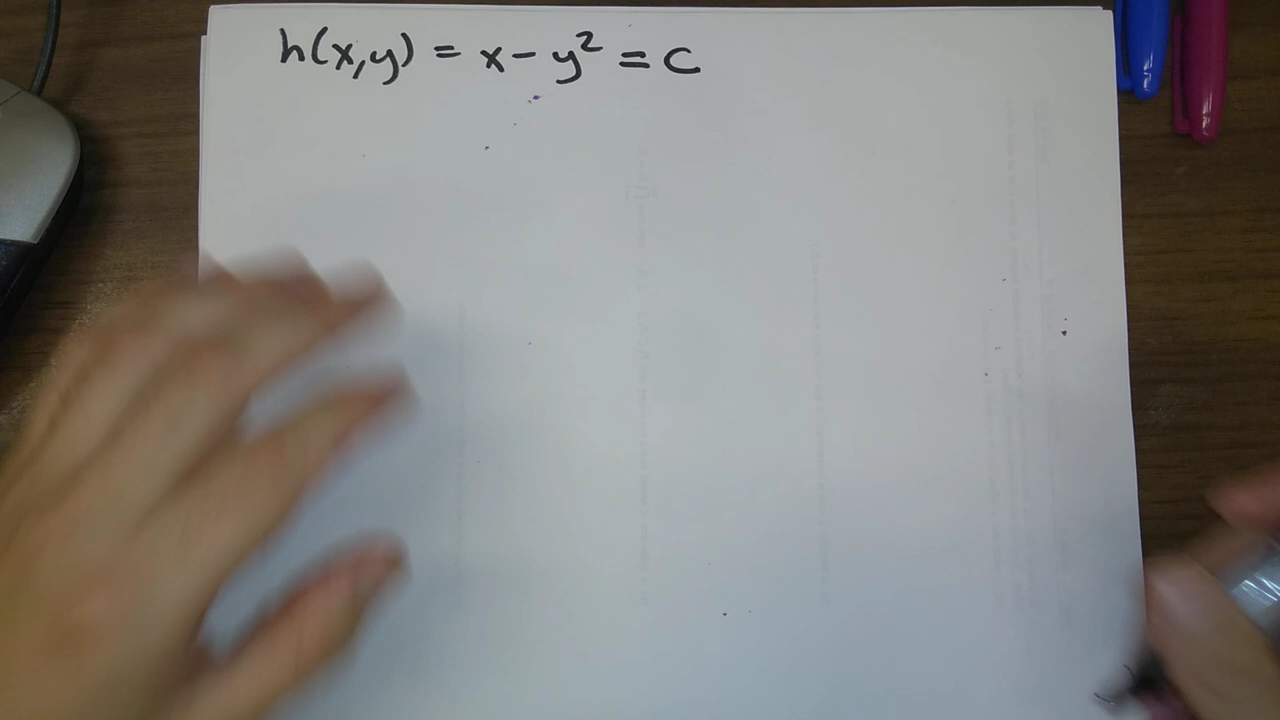 h(x,y) = x - y² = c